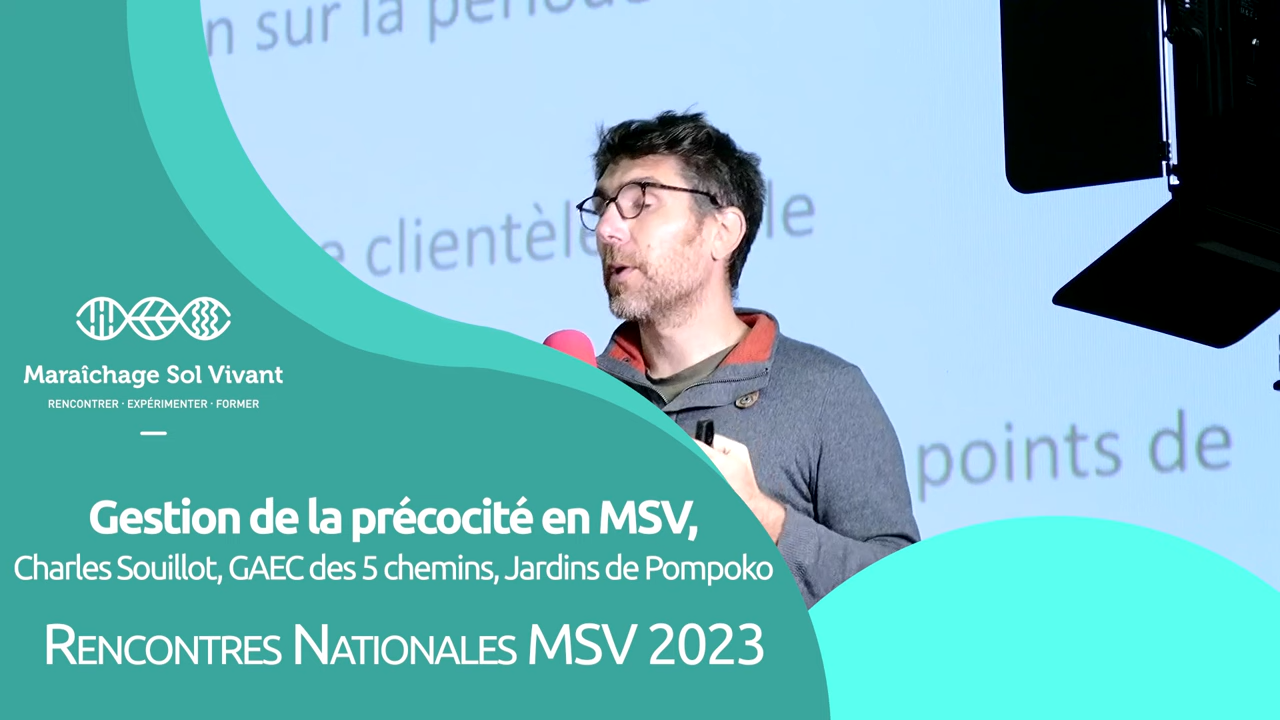 n sur la période
e clientèle
le
points de
Maraîchage Sol Vivant
RENCONTRER · EXPÉRIMENTER · FORMER
Gestion de la précocité en MSV,
Charles Souillot, GAEC des 5 chemins, Jardins de Pompoko
RENCONTRES NATIONALES MSV 2023